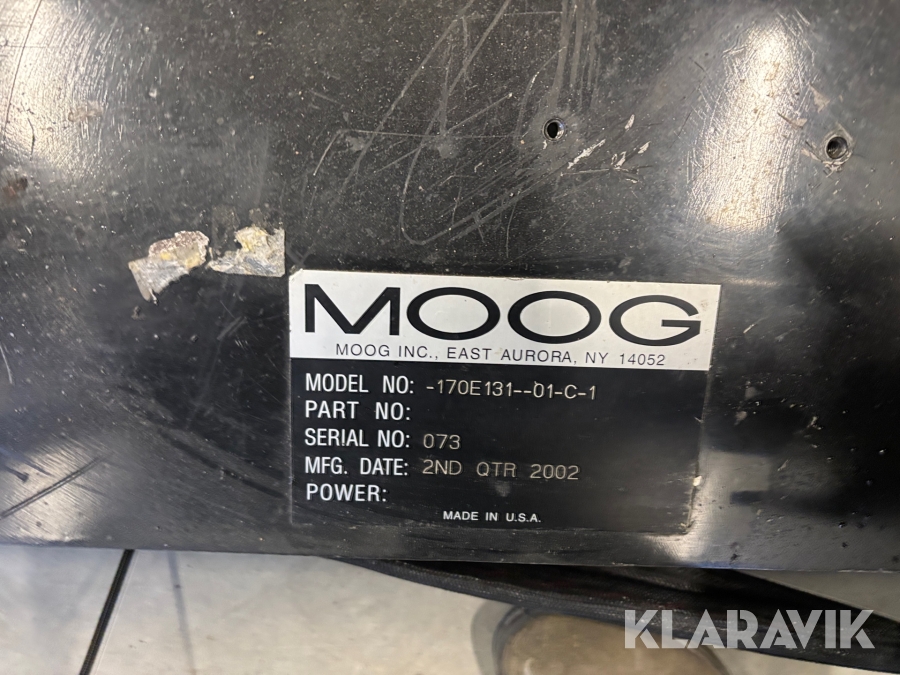 MOOG
MOOG INC., EAST AURORA, NY 14052
MODEL NO: -170E131--01-C-1
PART NO:
SERIAL NO: 073
MFG. DATE: 2ND QTR 2002
POWER:
MADE IN U.S.A.
KLARAVIK